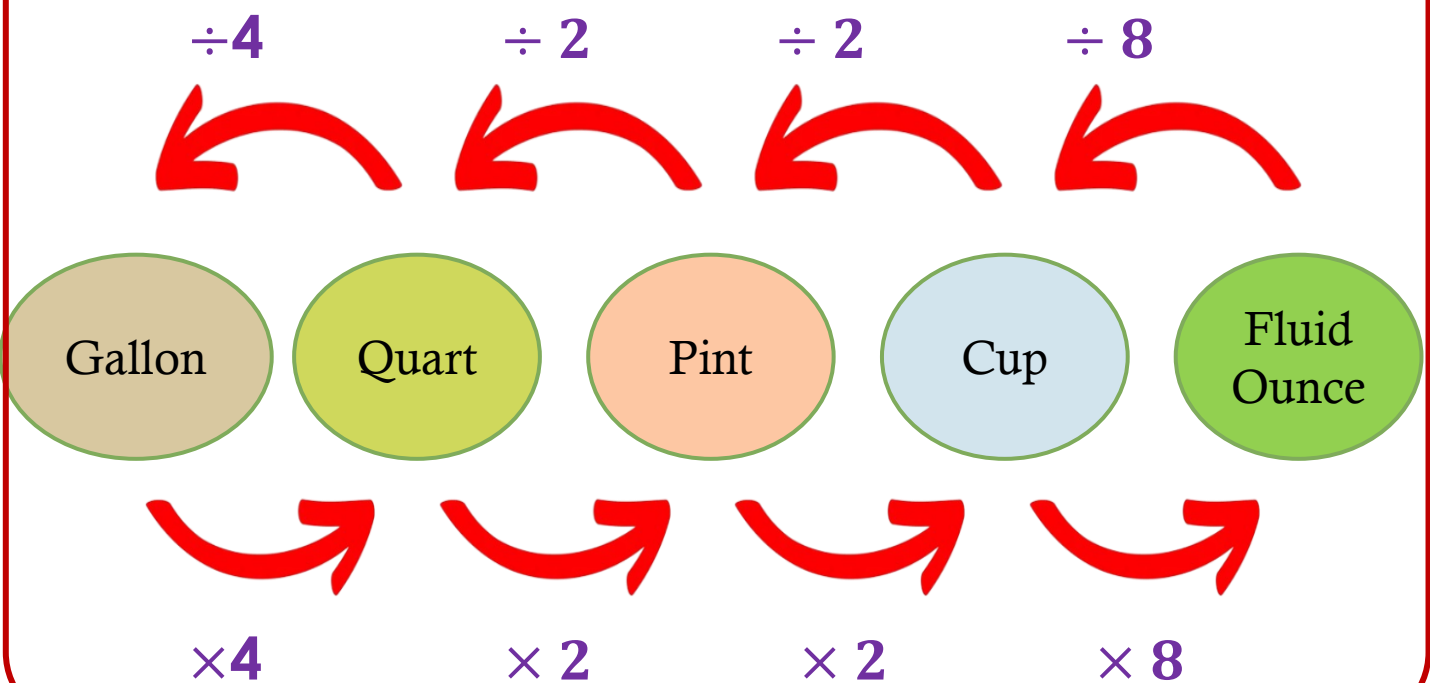 ÷4 ÷ 2 ÷ 2 ÷ 8
Gallon Quart Pint Cup Fluid
Ounce
×4 × 2 × 2 × 8